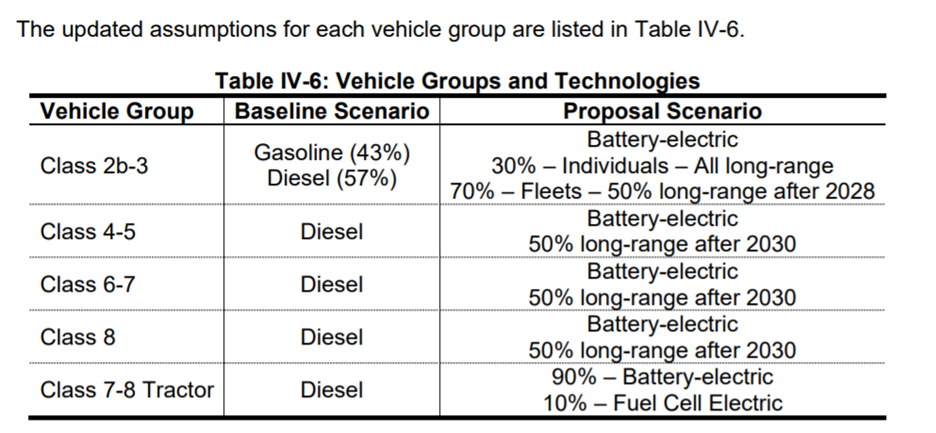 The updated assumptions for each vehicle group are listed in Table IV-6.
Table IV-6: Vehicle Groups and Technologies
Vehicle Group Baseline Scenario Proposal Scenario
Class 2b-3
Gasoline (43%)
Diesel (57%)
Battery-electric
30% – Individuals – All long-range
70% – Fleets – 50% long-range after 2028
Class 4-5
Diesel
Battery-electric
50% long-range after 2030
Class 6-7
Diesel
Battery-electric
50% long-range after 2030
Class 8
Diesel
Battery-electric
50% long-range after 2030
Class 7-8 Tractor
Diesel
90% – Battery-electric
10% – Fuel Cell Electric